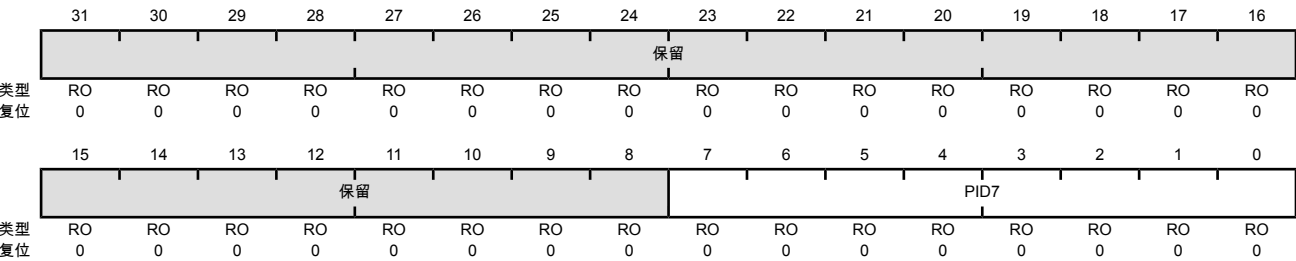 31 30 29 28 27 26 25 24 23 22 21 20 19 18 17 16
保留
类型 RO RO RO RO RO RO RO RO RO RO RO RO RO RO RO RO
复位 0 0 0 0 0 0 0 0 0 0 0 0 0 0 0 0
15 14 13 12 11 10 9 8 7 6 5 4 3 2 1 0
保留 PID7
类型 RO RO RO RO RO RO RO RO RO RO RO RO RO RO RO RO
复位 0 0 0 0 0 0 0 0 0 0 0 0 0 0 0 0